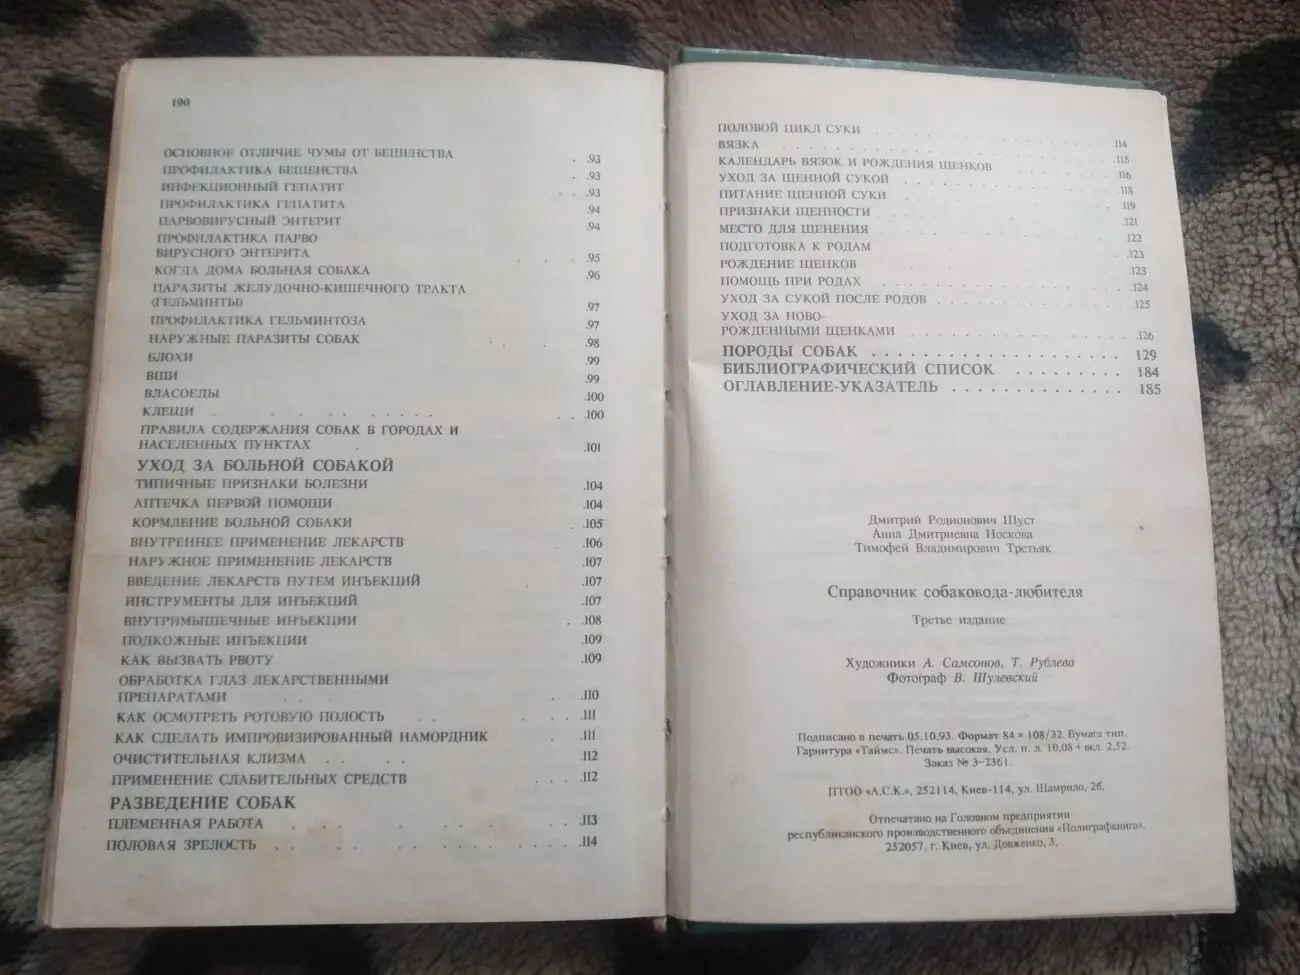 190
ОСНОВНОЕ ОТЛИЧИЕ ЧУМЫ ОТ БЕШЕНСТВА . .93
ПРОФИЛАКТИКА БЕШЕНСТВА . .93
ИНФЕКЦИОННЫЙ ГЕПАТИТ . .93
ПРОФИЛАКТИКА ГЕПАТИТА .94
ПАРВОВИРУСНЫЙ ЭНТЕРИТ .94
ПРОФИЛАКТИКА ПАРВО
ВИРУСНОГО ЭНТЕРИТА .95
КОГДА ДОМА БОЛЬНАЯ СОБАКА .96
ПАРАЗИТЫ ЖЕЛУДОЧНО-КИШЕЧНОГО ТРАКТА
(ГЕЛЬМИНТЫ) .97
ПРОФИЛАКТИКА ГЕЛЬМИНТОЗА .97
НАРУЖНЫЕ ПАРАЗИТЫ СОБАК . . .98
БЛОХИ .99
ВШИ .99
ВЛАСОЕДЫ .100
КЛЕЩИ . . . . . . . . . . .100
ПРАВИЛА СОДЕРЖАНИЯ СОБАК В ГОРОДАХ И
НАСЕЛЕННЫХ ПУНКТАХ . .101
УХОД ЗА БОЛЬНОЙ СОБАКОЙ
ТИПИЧНЫЕ ПРИЗНАКИ БОЛЕЗНИ .104
АПТЕЧКА ПЕРВОЙ ПОМОЩИ .104
КОРМЛЕНИЕ БОЛЬНОЙ СОБАКИ . .105
ВНУТРЕННЕЕ ПРИМЕНЕНИЕ ЛЕКАРСТВ .106
НАРУЖНОЕ ПРИМЕНЕНИЕ ЛЕКАРСТВ .107
ВВЕДЕНИЕ ЛЕКАРСТВ ПУТЕМ ИНЪЕКЦИЙ .107
ИНСТРУМЕНТЫ ДЛЯ ИНЪЕКЦИЙ .107
ВНУТРИМЫШЕЧНЫЕ ИНЪЕКЦИИ . .108
ПОДКОЖНЫЕ ИНЪЕКЦИИ .109
КАК ВЫЗВАТЬ РВОТУ .109
ОБРАБОТКА ГЛАЗ ЛЕКАРСТВЕННЫМИ
ПРЕПАРАТАМИ . . . . .110
КАК ОСМОТРЕТЬ РОТОВУЮ ПОЛОСТЬ . . . . .111
КАК СДЕЛАТЬ ИМПРОВИЗИРОВАННЫЙ НАМОРДНИК . . .111
ОЧИСТИТЕЛЬНАЯ КЛИЗМА . . . . . .112
ПРИМЕНЕНИЕ СЛАБИТЕЛЬНЫХ СРЕДСТВ . . . .112
РАЗВЕДЕНИЕ СОБАК
ПЛЕМЕННАЯ РАБОТА . . . . . . . .113
ПОЛОВАЯ ЗРЕЛОСТЬ . . . . . . . . . .114
ПОЛОВОЙ ЦИКЛ СУКИ . . . . . . . . . . . .114
ВЯЗКА . . . . . . . . . . . . . . .115
КАЛЕНДАРЬ ВЯЗОК И РОЖДЕНИЯ ЩЕНКОВ . . . . .116
УХОД ЗА ЩЕННОЙ СУКОЙ . . . . . . . . . .118
ПИТАНИЕ ЩЕННОЙ СУКИ . . . . . . . . . .119
ПРИЗНАКИ ЩЕННОСТИ . . . . . . . . . . .121
МЕСТО ДЛЯ ЩЕНЕНИЯ . . . . . . . . . . .122
ПОДГОТОВКА К РОДАМ . . . . . . . . . . .123
РОЖДЕНИЕ ЩЕНКОВ . . . . . . . . . . .123
ПОМОЩЬ ПРИ РОДАХ . . . . . . . . . . .124
УХОД ЗА СУКОЙ ПОСЛЕ РОДОВ . . . . . . . .125
УХОД ЗА НОВО-
РОЖДЕННЫМИ ЩЕНКАМИ . . . . . . . . . .126
ПОРОДЫ СОБАК . . . . . . . . . . . . . . . . . 129
БИБЛИОГРАФИЧЕСКИЙ СПИСОК . . . . . . . . . 184
ОГЛАВЛЕНИЕ-УКАЗАТЕЛЬ . . . . . . . . . . . . 185
Дмитрий Родионович Шуст
Анна Дмитриевна Носкова
Тимофей Владимирович Третьяк
Справочник собаковода-любителя
Третье издание
Художники А. Самсонов, Т. Рублева
Фотограф В. Шулевский
Подписано в печать 05.10.93. Формат 84 × 108/32. Бумага тип.
Гарнитура «Таймс». Печать высокая. Усл. п. л. 10,08 + вкл. 2,52.
Заказ № 3-2361.
ПТОО «А.С.К.», 252114, Киев-114, ул. Шамрило, 2б.
Отпечатано на Головном предприятии
республиканского производственного объединения «Полиграфкнига».
252057, г. Киев, ул. Довженко, 3.